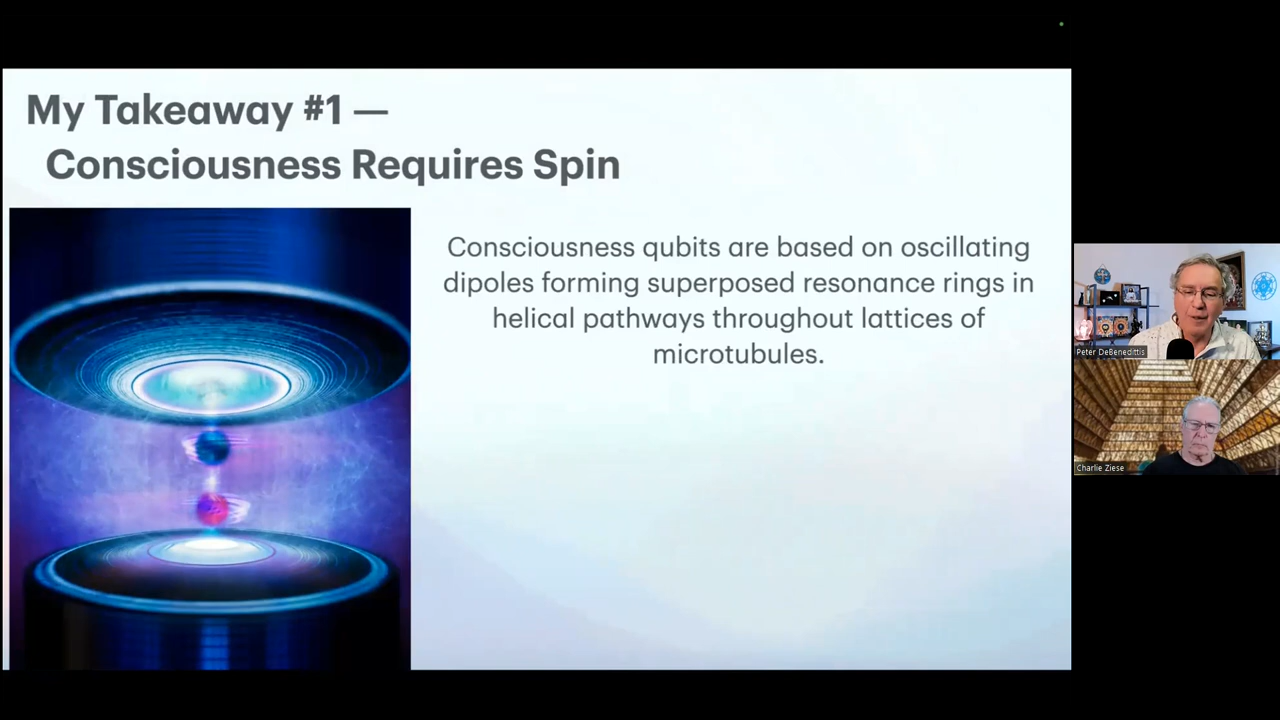 My Takeaway #1 —
Consciousness Requires Spin
Consciousness qubits are based on oscillating
dipoles forming superposed resonance rings in
helical pathways throughout lattices of
microtubules.
Peter DeBenedittis
Charlie Ziese